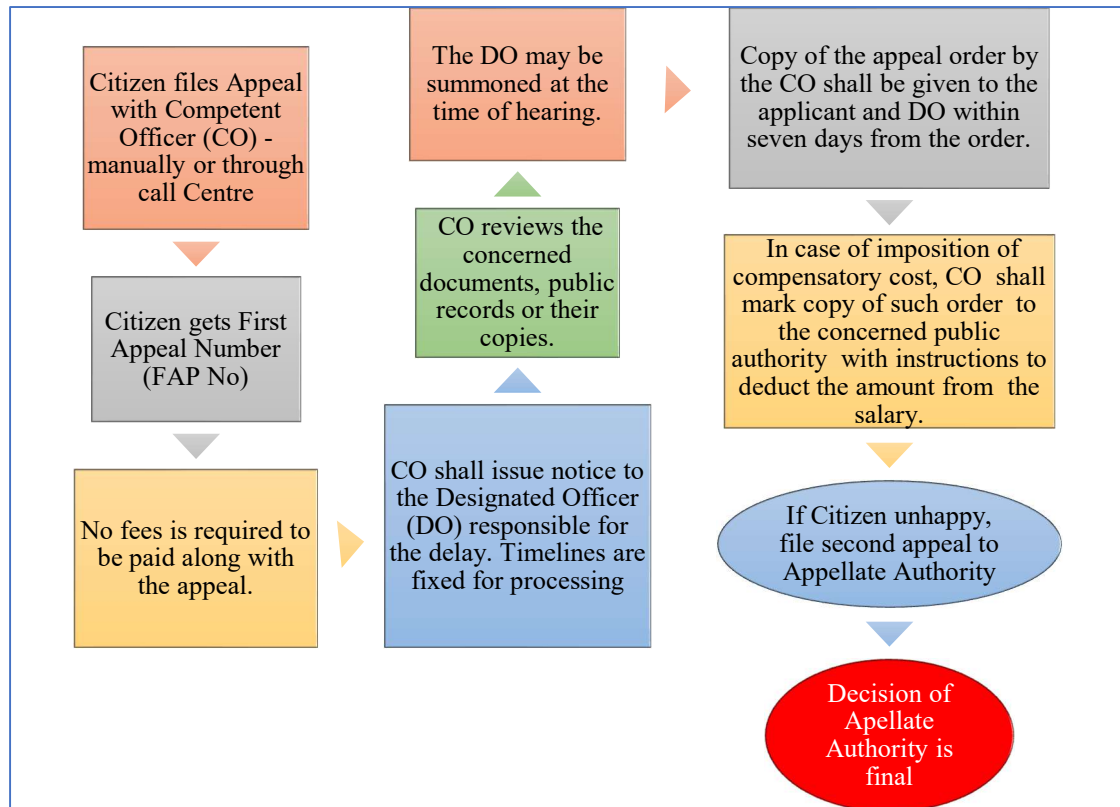 Citizen files Appeal
with Competent
Officer (CO) -
manually or through
call Centre
Citizen gets First
Appeal Number
(FAP No)
No fees is required to
be paid along with
the appeal.
CO shall issue notice to
the Designated Officer
(DO) responsible for
the delay. Timelines are
fixed for processing
CO reviews the
concerned
documents, public
records or their
copies.
The DO may be
summoned at the
time of hearing.
Copy of the appeal order by
the CO shall be given to the
applicant and DO within
seven days from the order.
In case of imposition of
compensatory cost, CO shall
mark copy of such order to
the concerned public
authority with instructions to
deduct the amount from the
salary.
If Citizen unhappy,
file second appeal to
Appellate Authority
Decision of
Apellate
Authority is
final